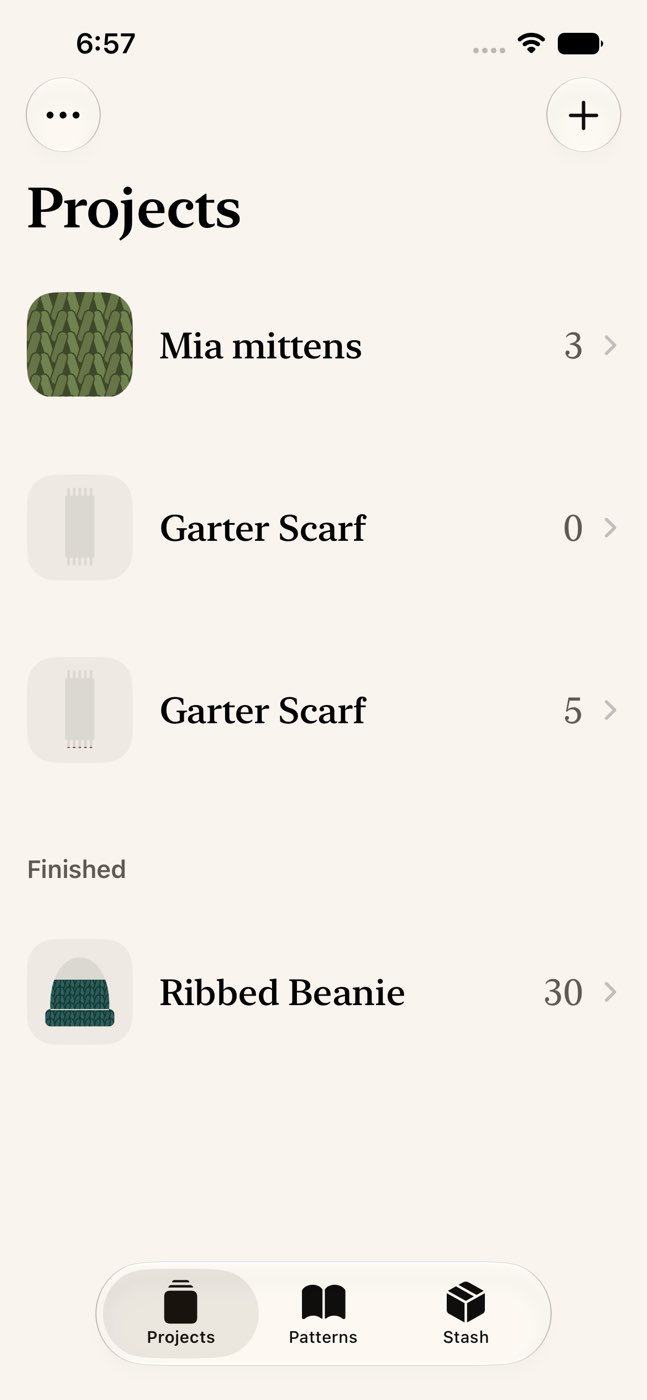 6:57
Projects
Mia mittens 3
Garter Scarf 0
Garter Scarf 5
Finished
Ribbed Beanie 30
Projects Patterns Stash